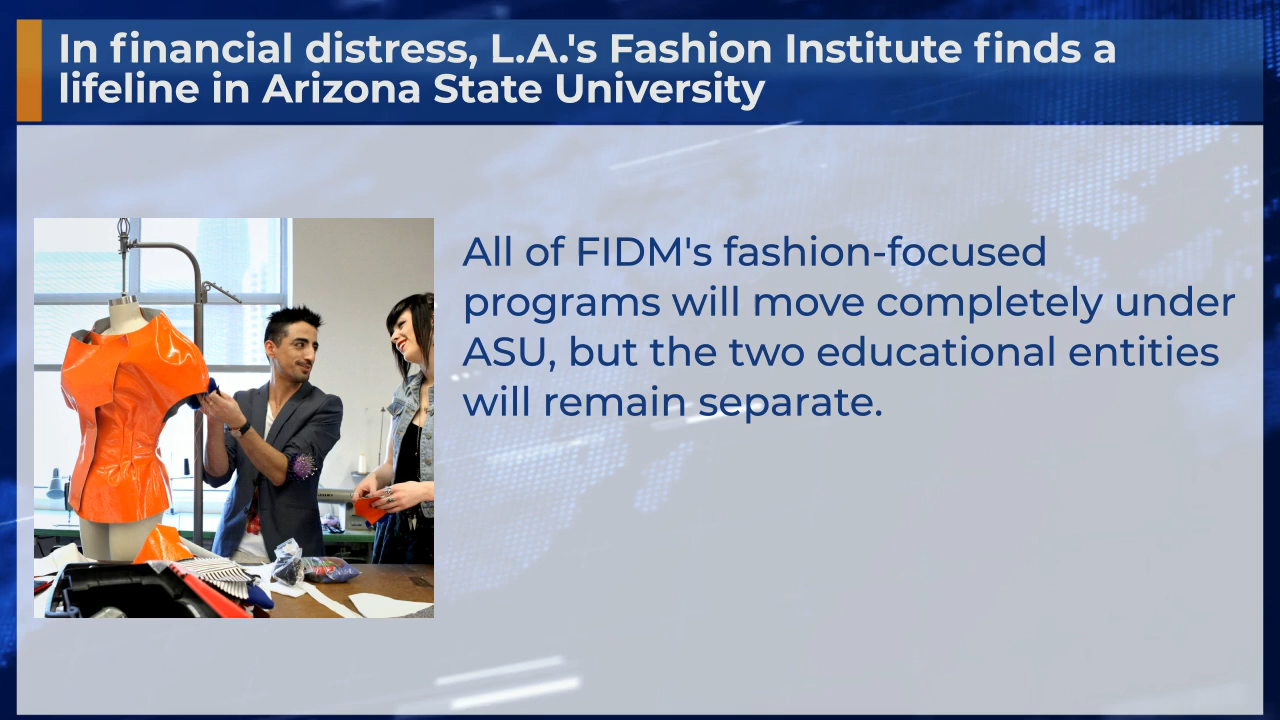 In financial distress, L.A.'s Fashion Institute finds a
lifeline in Arizona State University
All of FIDM's fashion-focused
programs will move completely under
ASU, but the two educational entities
will remain separate.